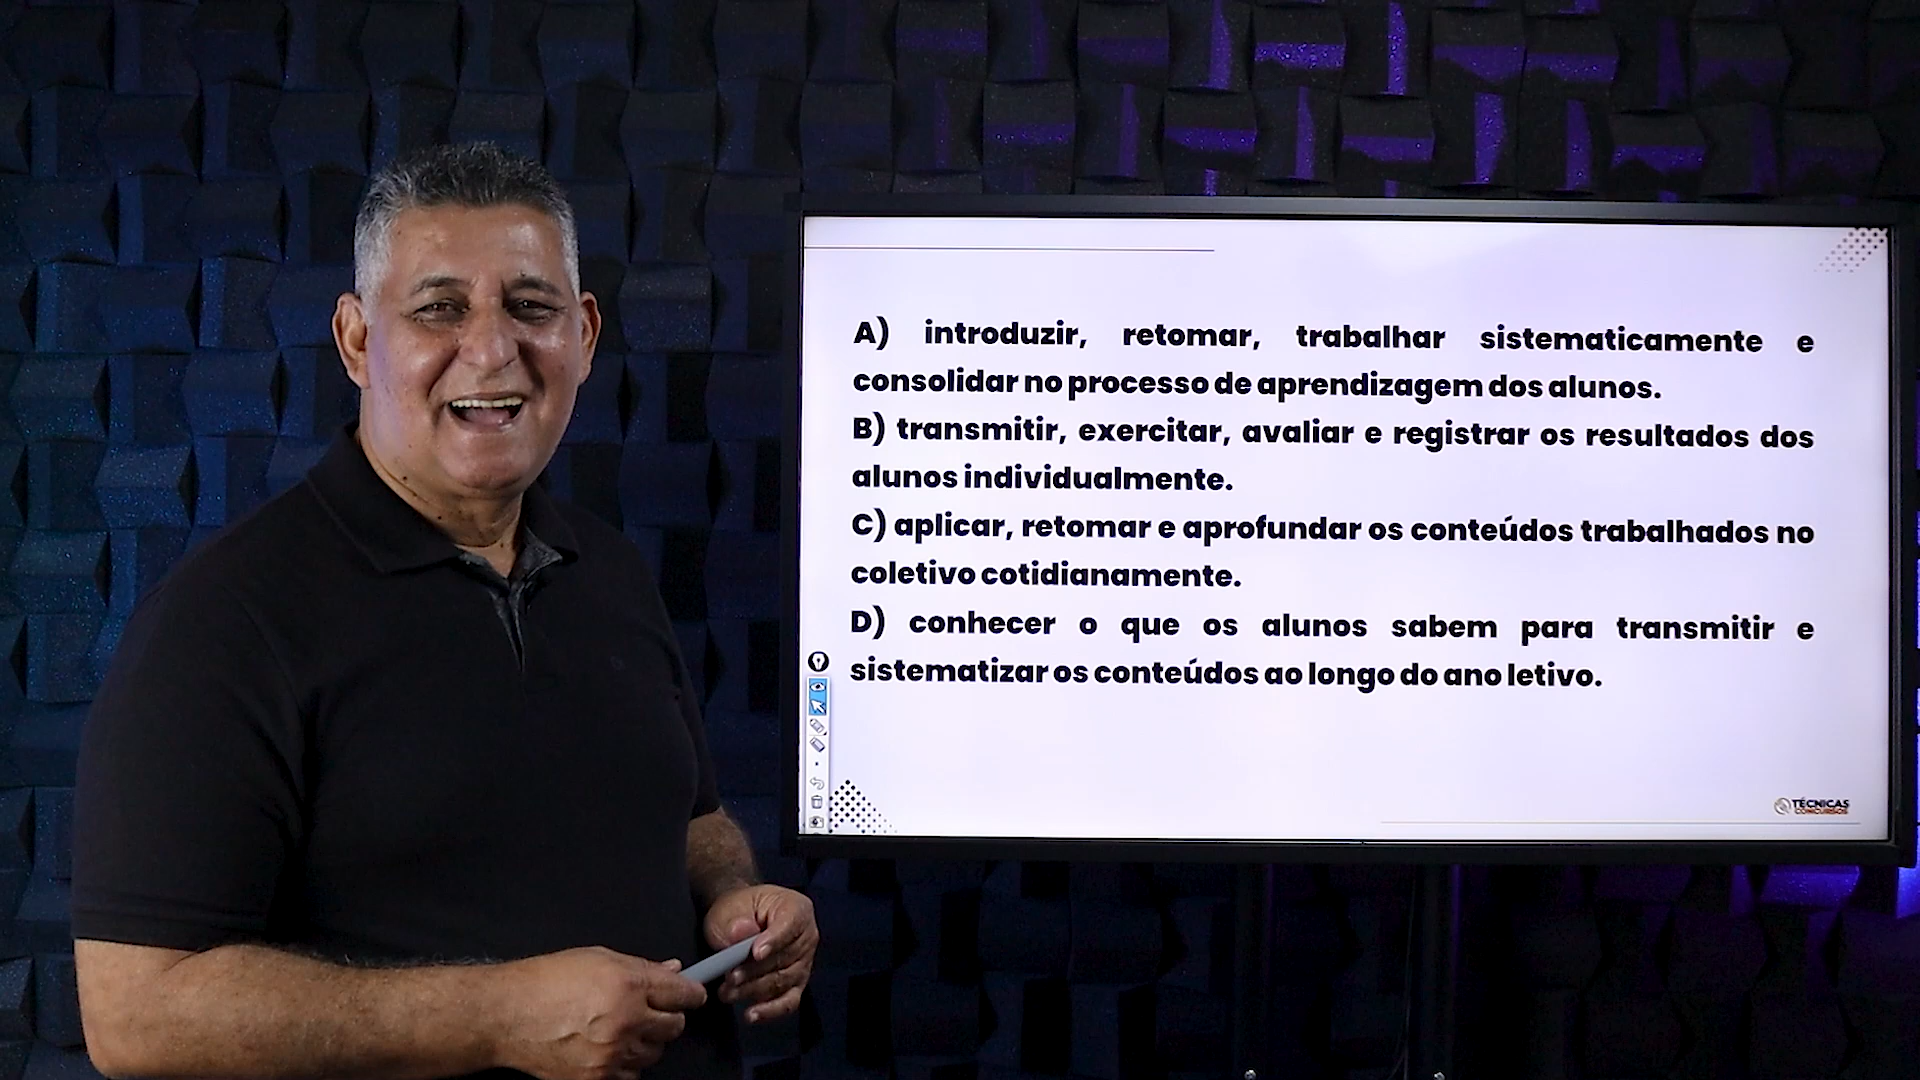 A) introduzir, retomar, trabalhar sistematicamente e
consolidar no processo de aprendizagem dos alunos.
B) transmitir, exercitar, avaliar e registrar os resultados dos
alunos individualmente.
C) aplicar, retomar e aprofundar os conteúdos trabalhados no
coletivo cotidianamente.
D) conhecer o que os alunos sabem para transmitir e
sistematizar os conteúdos ao longo do ano letivo.
TÉCNICAS
CONCURSOS